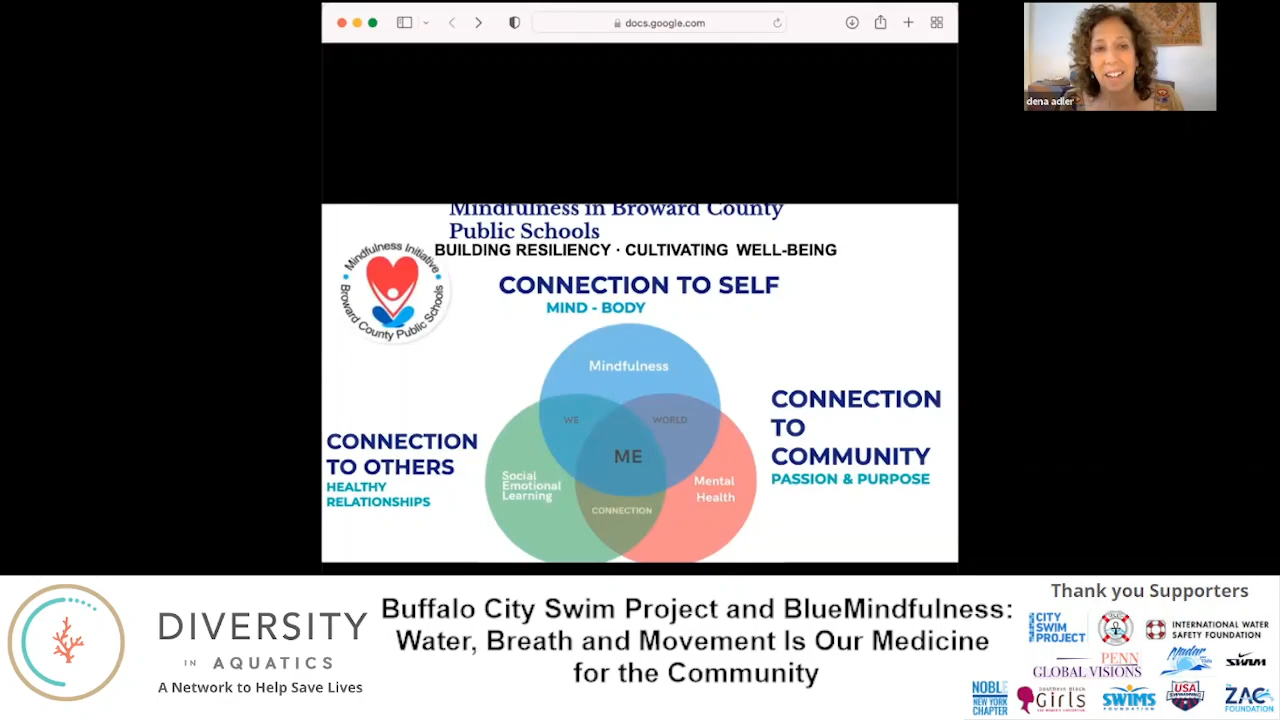 docs.google.com
dena adler
Mindfulness in Broward County
Public Schools
BUILDING RESILIENCY · CULTIVATING WELL-BEING
Mindfulness Initiative
Broward County Public Schools
CONNECTION TO SELF
MIND - BODY
Mindfulness
WE
WORLD
ME
CONNECTION
TO OTHERS
HEALTHY
RELATIONSHIPS
Social
Emotional
Learning
Mental
Health
CONNECTION
CONNECTION
TO
COMMUNITY
PASSION & PURPOSE
DIVERSITY
IN AQUATICS
A Network to Help Save Lives
Buffalo City Swim Project and BlueMindfulness:
Water, Breath and Movement Is Our Medicine
for the Community
Thank you Supporters
CITY
SWIM
PROJECT
INTERNATIONAL WATER
SAFETY FOUNDATION
PENN
GLOBAL VISIONS
SWIM
NEW YORK
CHAPTER
Southern Black
Girls
SWIMS
FOUNDATION
USA
SWIMMING
ZAC
FOUNDATION